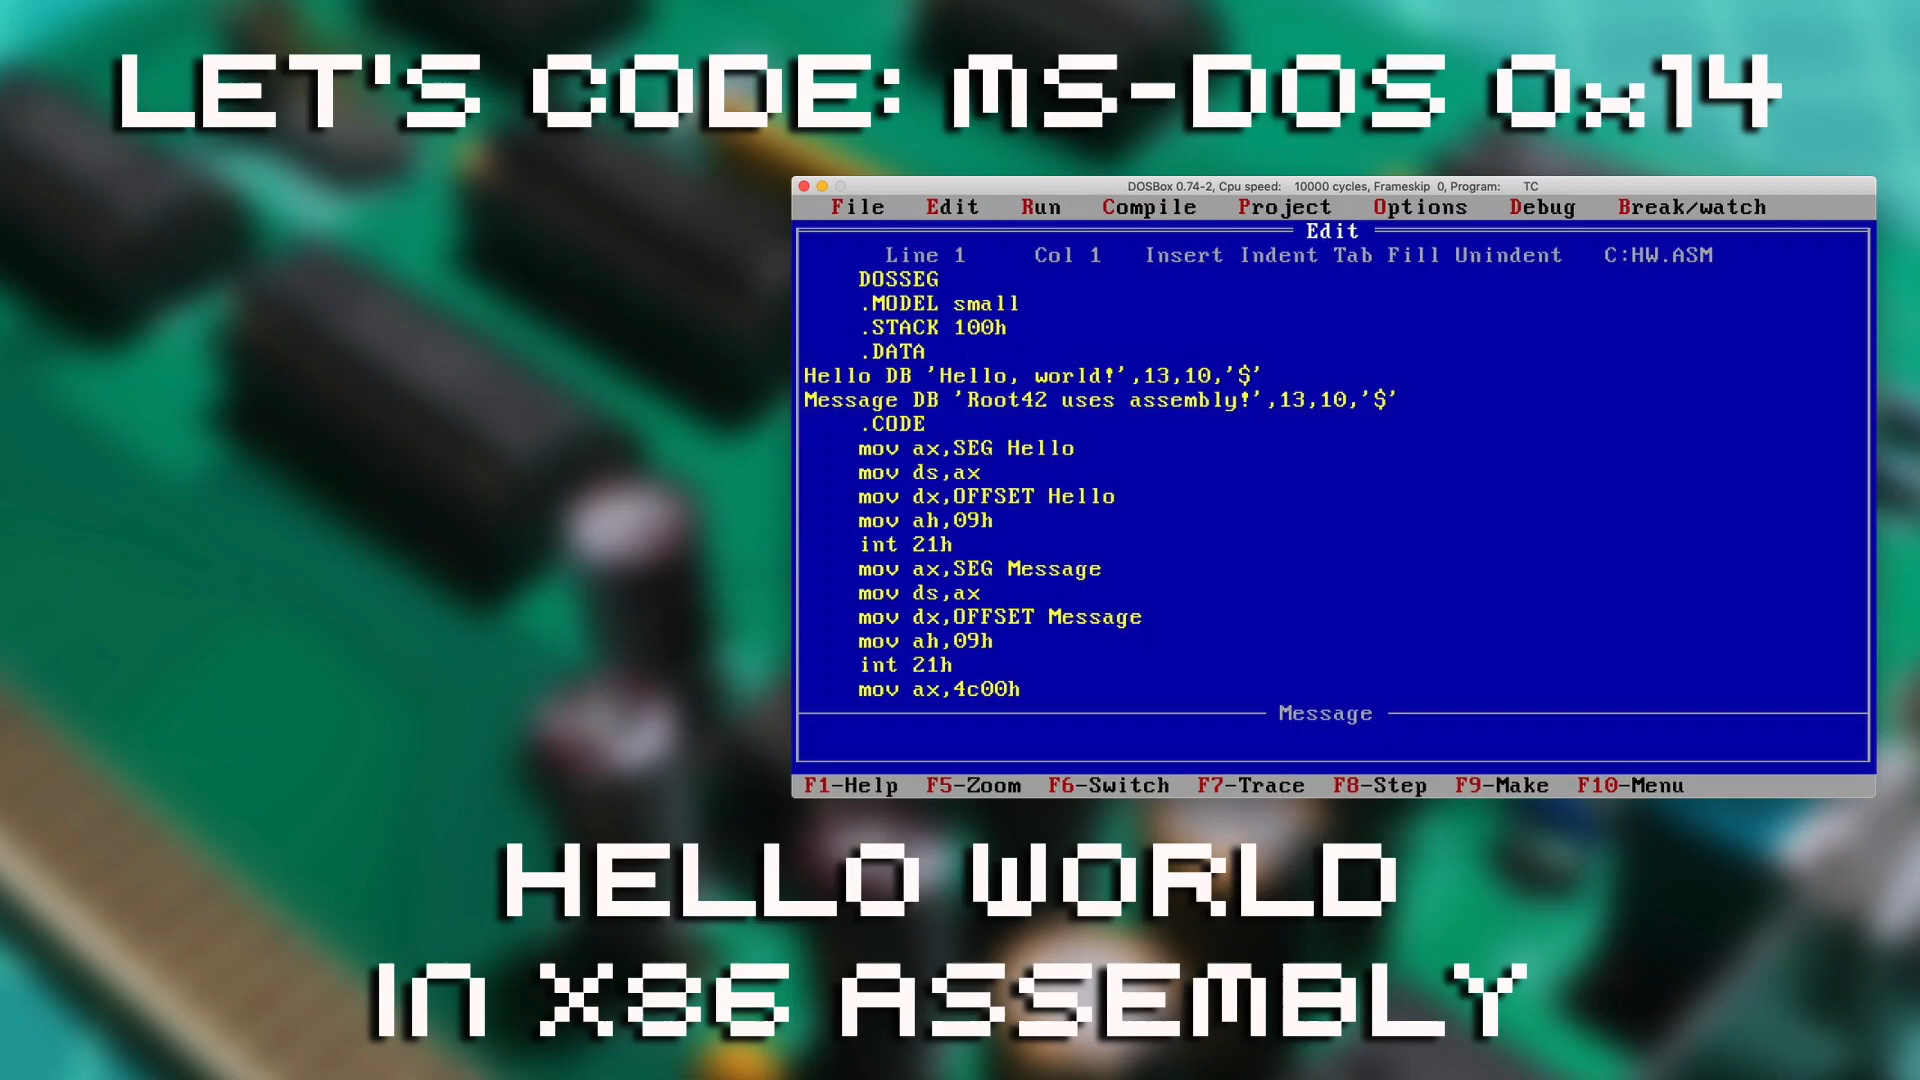 LET'S CODE: MS-DOS 0x14
DOSBox 0.74-2, Cpu speed: 10000 cycles, Frameskip 0, Program: TC
File Edit Run Compile Project Options Debug Break/watch
Edit
Line 1 Col 1 Insert Indent Tab Fill Unindent C:HW.ASM
DOSSEG
.MODEL small
.STACK 100h
.DATA
Hello DB 'Hello, world!',13,10,'$'
Message DB 'Root42 uses assembly!',13,10,'$'
.CODE
mov ax,SEG Hello
mov ds,ax
mov dx,OFFSET Hello
mov ah,09h
int 21h
mov ax,SEG Message
mov ds,ax
mov dx,OFFSET Message
mov ah,09h
int 21h
mov ax,4c00h
Message
F1-Help F5-Zoom F6-Switch F7-Trace F8-Step F9-Make F10-Menu
HELLO WORLD
IN X86 ASSEMBLY